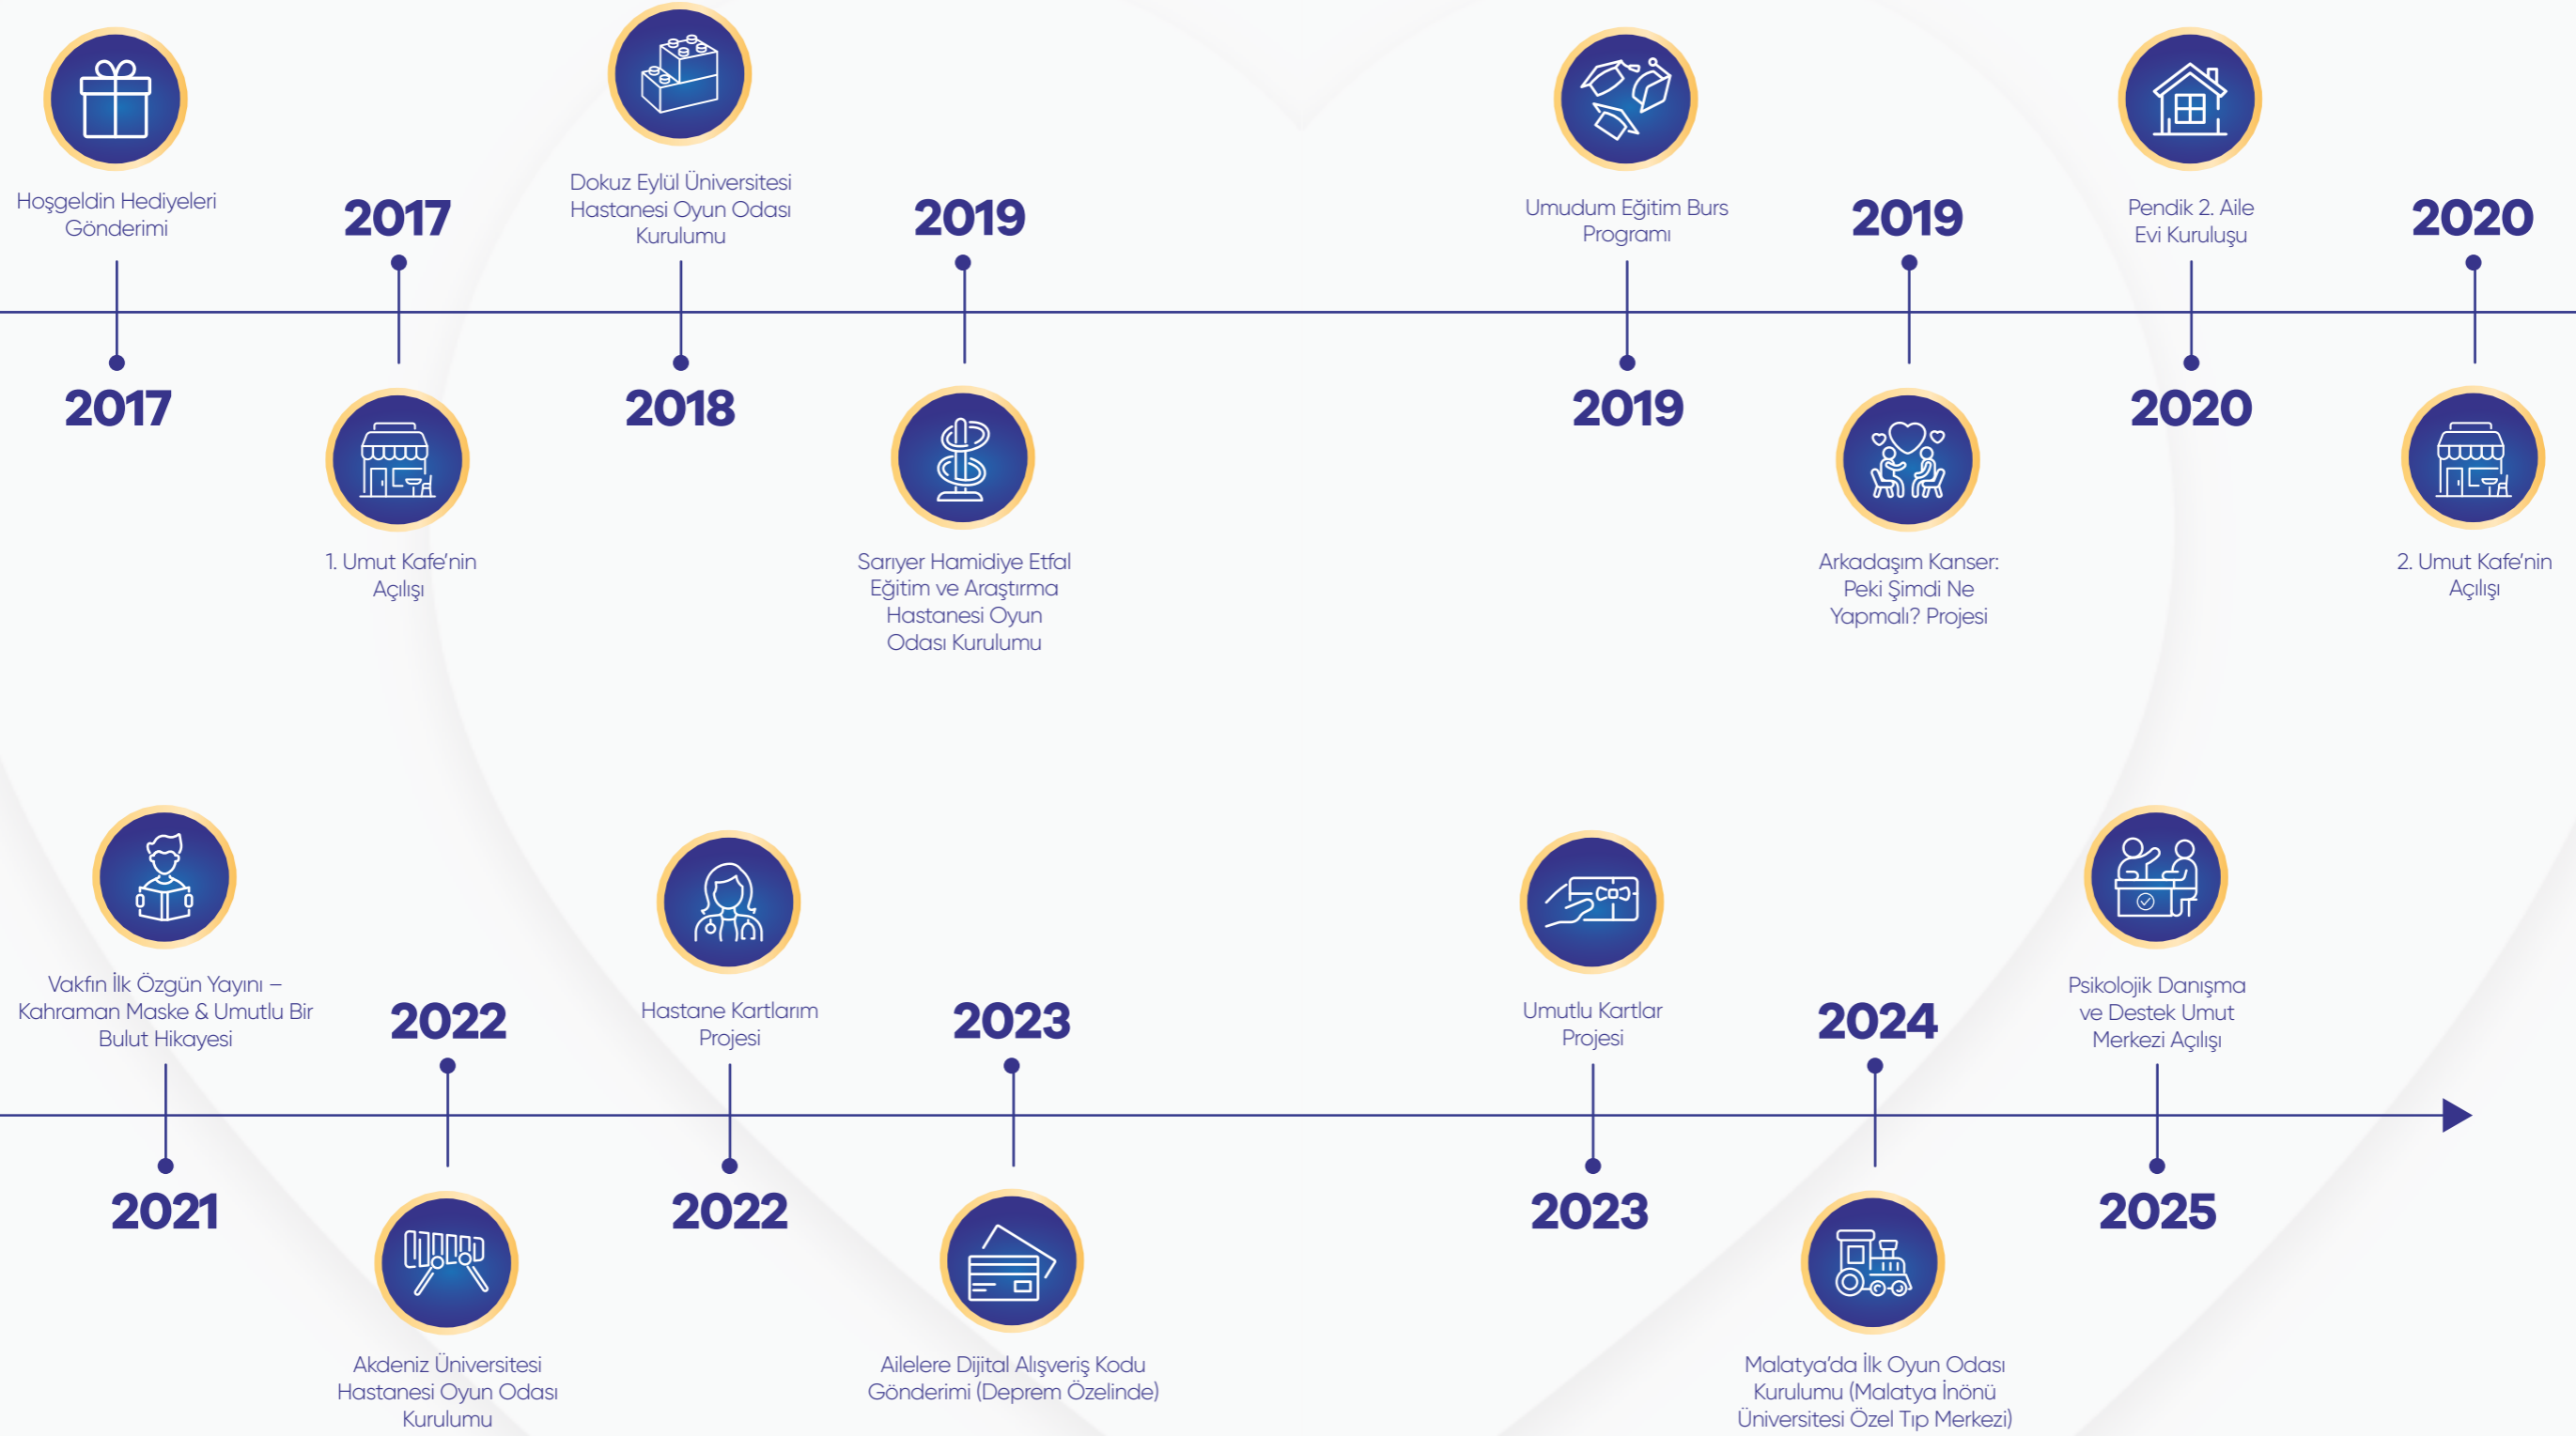 Hoşgeldin Hediyeleri
Gönderimi
2017
2017
1. Umut Kafe’nin
Açılışı
Dokuz Eylül Üniversitesi
Hastanesi Oyun Odası
Kurulumu
2018
2019
Sarıyer Hamidiye Etfal
Eğitim ve Araştırma
Hastanesi Oyun
Odası Kurulumu
Umudum Eğitim Burs
Programı
2019
2019
Arkadaşım Kanser:
Peki Şimdi Ne
Yapmalı? Projesi
Pendik 2. Aile
Evi Kuruluşu
2020
2020
2. Umut Kafe’nin
Açılışı
Vakfın İlk Özgün Yayını –
Kahraman Maske & Umutlu Bir
Bulut Hikayesi
2021
2022
Akdeniz Üniversitesi
Hastanesi Oyun Odası
Kurulumu
Hastane Kartlarım
Projesi
2022
2023
Ailelere Dijital Alışveriş Kodu
Gönderimi (Deprem Özelinde)
Umutlu Kartlar
Projesi
2023
2024
Malatya’da İlk Oyun Odası
Kurulumu (Malatya İnönü
Üniversitesi Özel Tıp Merkezi)
Psikolojik Danışma
ve Destek Umut
Merkezi Açılışı
2025